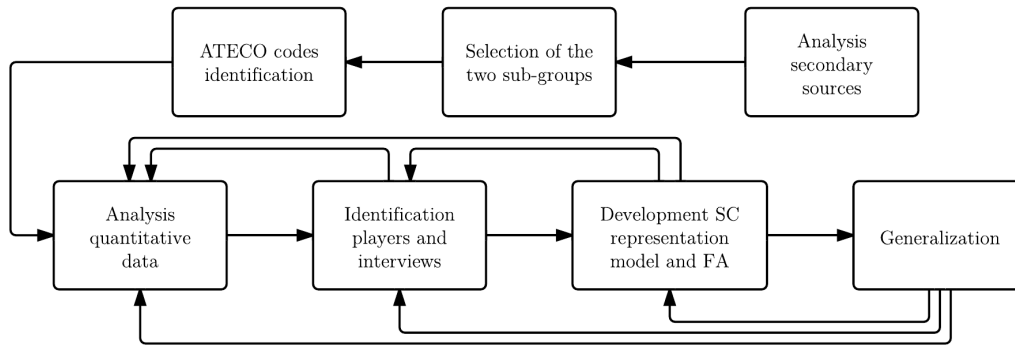 ATECO codes
identification
Selection of the
two sub-groups
Analysis
secondary
sources
Analysis
quantitative
data
Identification
players and
interviews
Development SC
representation
model and FA
Generalization